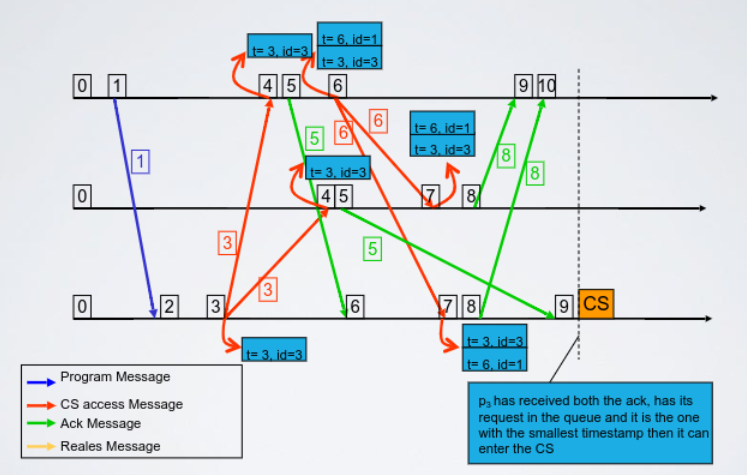 t= 3, id=3
t= 6, id=1
t= 3, id=3
0 1 4 5 6 9 10
6
6
t= 6, id=1
t= 3, id=3
5
1
8
8
t= 3, id=3
0 4 5 7 8
3
5
3
0 2 3 6 7 8 9 CS
t= 3, id=3
t= 3, id=3
t= 6, id=1
Program Message
CS access Message
Ack Message
Reales Message
p3 has received both the ack, has its
request in the queue and it is the one
with the smallest timestamp then it can
enter the CS